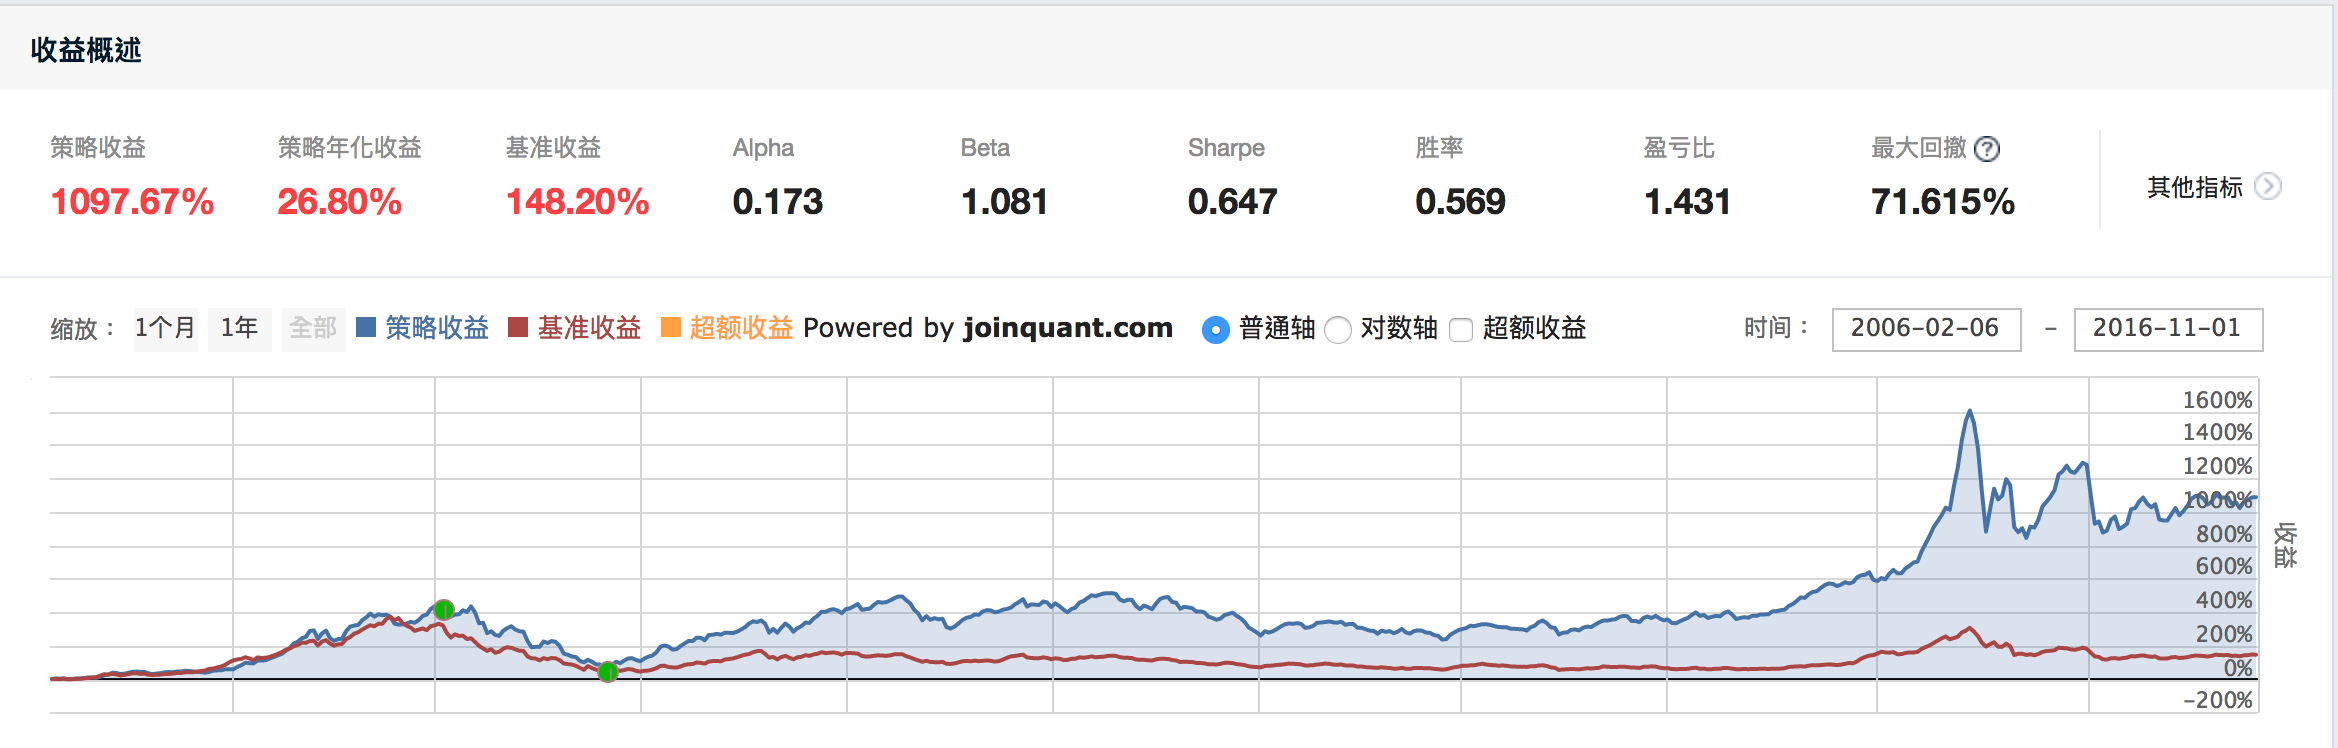 收益概述
策略收益 策略年化收益 基准收益 Alpha Beta Sharpe 胜率 盈亏比 最大回撤 ?
1097.67% 26.80% 148.20% 0.173 1.081 0.647 0.569 1.431 71.615%
其他指标
缩放： 1个月 1年 全部 策略收益 基准收益 超额收益 Powered by joinquant.com 普通轴 对数轴 超额收益 时间： 2006-02-06 - 2016-11-01
1600%
1400%
1200%
1000%
800%
600%
400%
200%
0%
-200%
收益